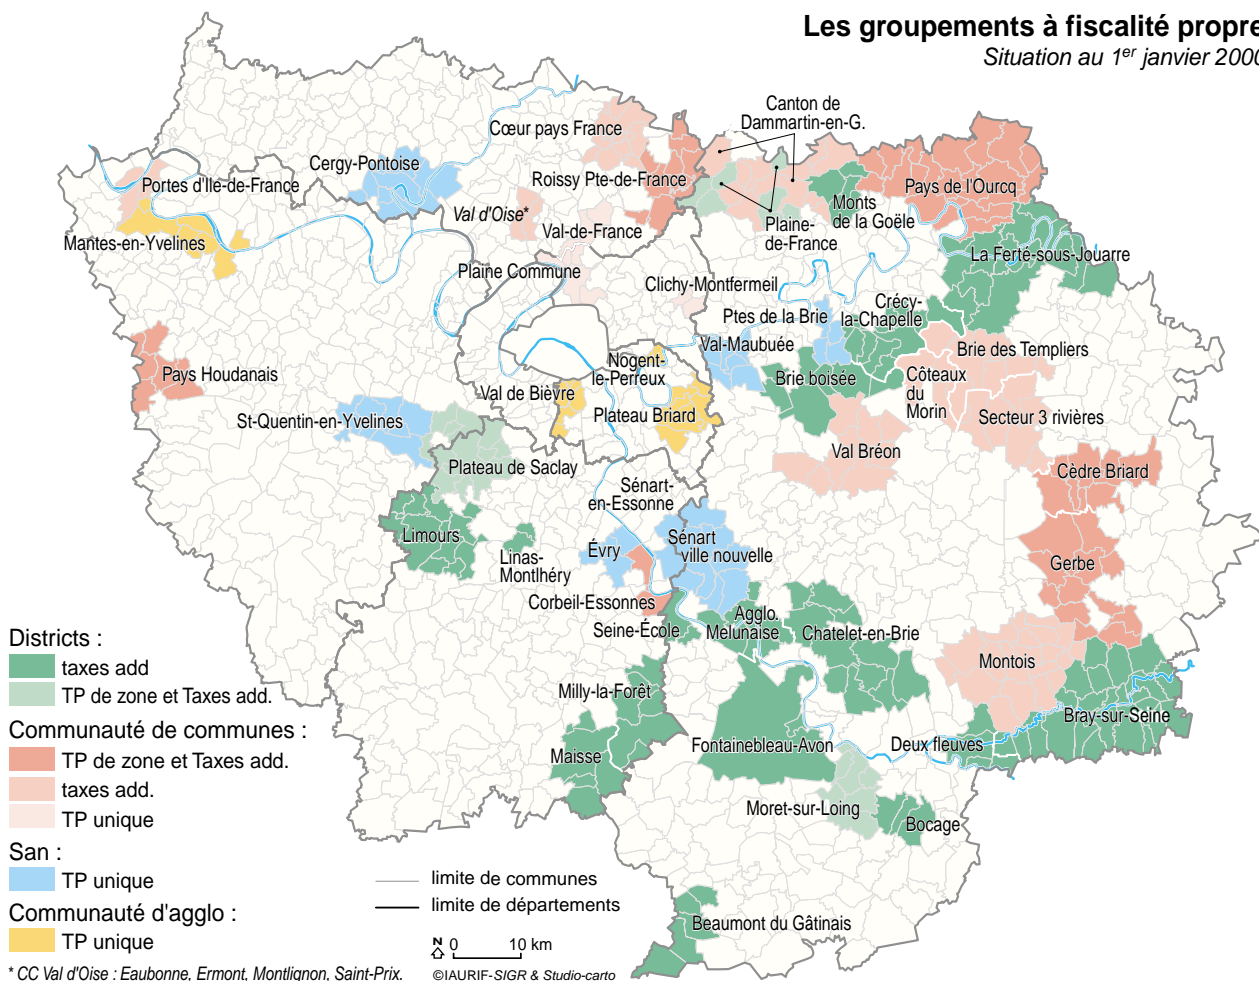 Les groupements à fiscalité propre
Situation au 1er janvier 2000
Canton de
Dammartin-en-G.
Cœur pays France
Cergy-Pontoise
Roissy Pte-de-France
Portes d'Ile-de-France
Pays de l'Ourcq
Monts
de la Goële
Val d'Oise*
Val-de-France
Plaine-
de-France
Mantes-en-Yvelines
La Ferté-sous-Jouarre
Plaine Commune
Clichy-Montfermeil
Crécy-
la-Chapelle
Ptes de la Brie
Val-Maubuée
Brie des Templiers
Nogent-
le-Perreux
Pays Houdanais
Brie boisée
Côteaux
du
Morin
Val de Bièvre
Plateau Briard
Secteur 3 rivières
St-Quentin-en-Yvelines
Val Bréon
Plateau de Saclay
Cèdre Briard
Sénart-
en-Essonne
Limours
Sénart
ville nouvelle
Évry
Linas-
Montlhéry
Gerbe
Corbeil-Essonnes
Seine-École
Agglo.
Melunaise
Chatelet-en-Brie
Montois
Milly-la-Forêt
Bray-sur-Seine
Maisse
Fontainebleau-Avon
Deux fleuves
Moret-sur-Loing
Bocage
Beaumont du Gâtinais
Districts :
taxes add
TP de zone et Taxes add.
Communauté de communes :
TP de zone et Taxes add.
taxes add.
TP unique
San :
TP unique
Communauté d'agglo :
TP unique
* CC Val d'Oise : Eaubonne, Ermont, Montlignon, Saint-Prix.
limite de communes
limite de départements
N 0 10 km
©IAURIF-SIGR & Studio-carto